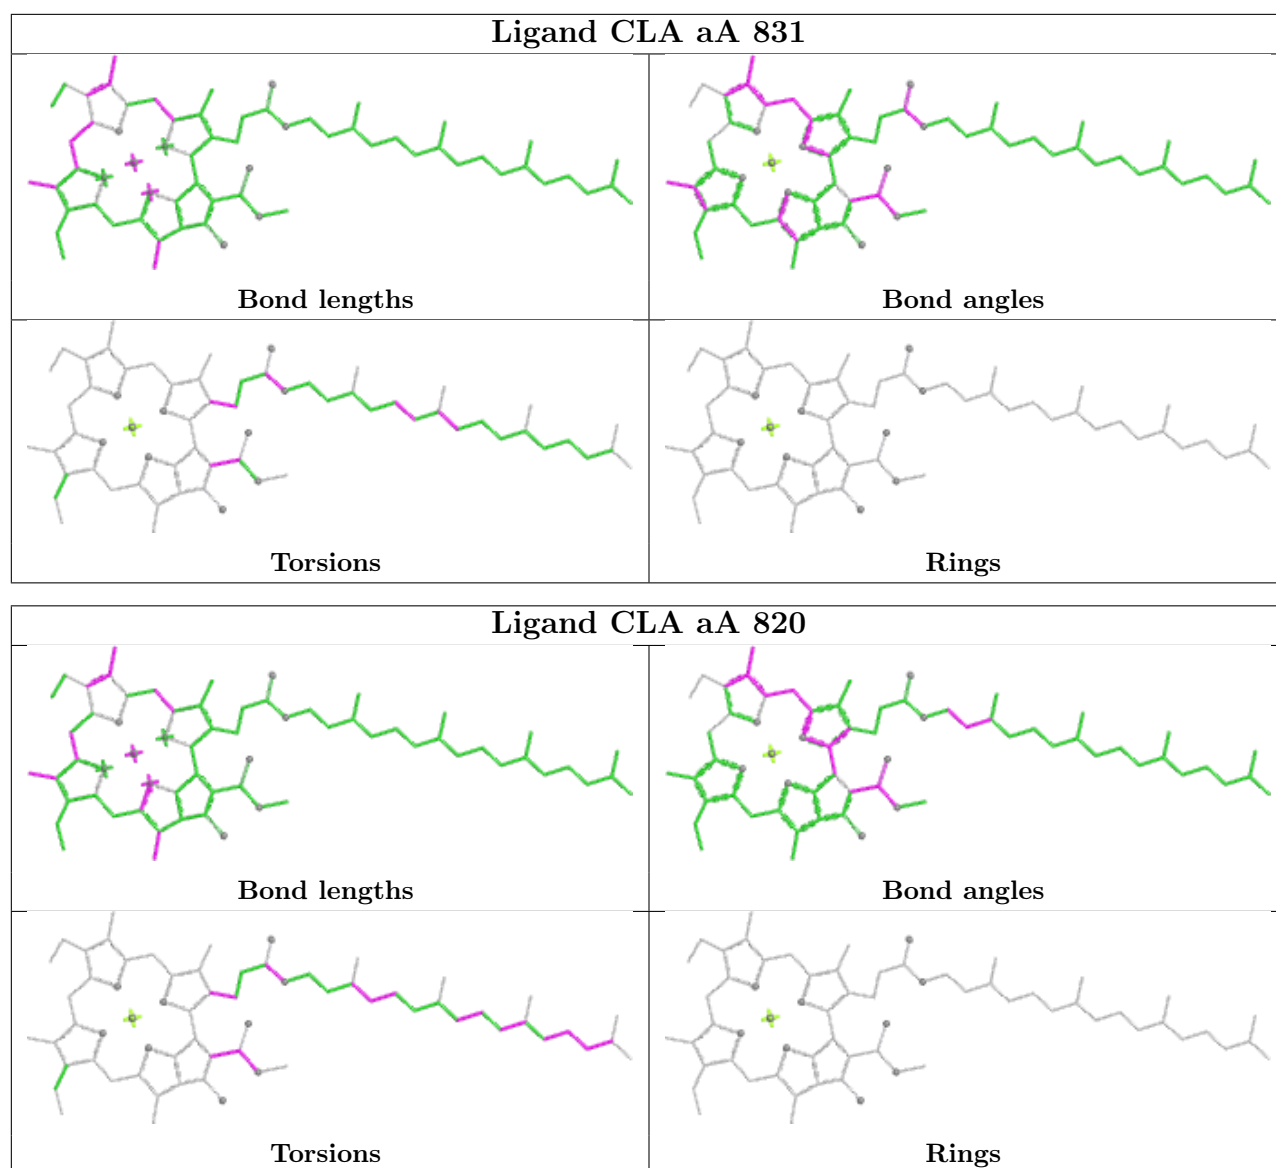 Ligand CLA aA 831
Bond lengths
Bond angles
Torsions
Rings
Ligand CLA aA 820
Bond lengths
Bond angles
Torsions
Rings